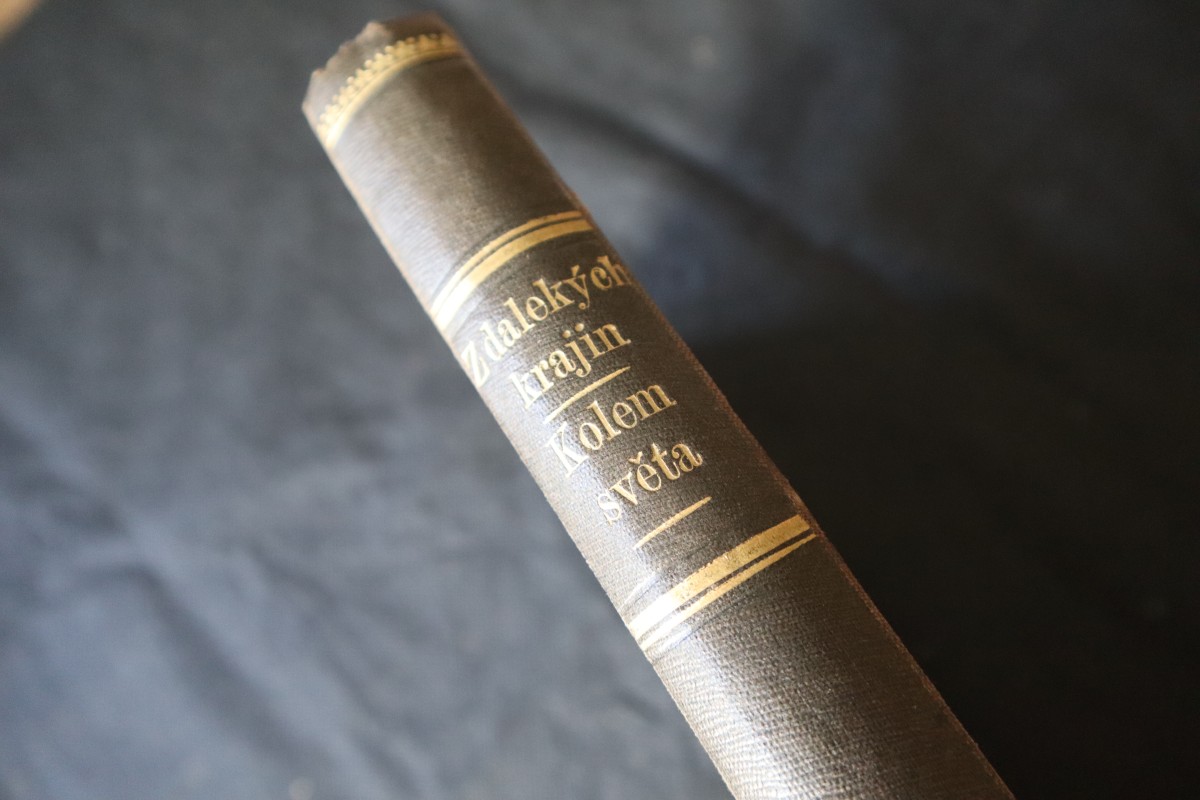 Z dalekých
krajin
Kolem
světa